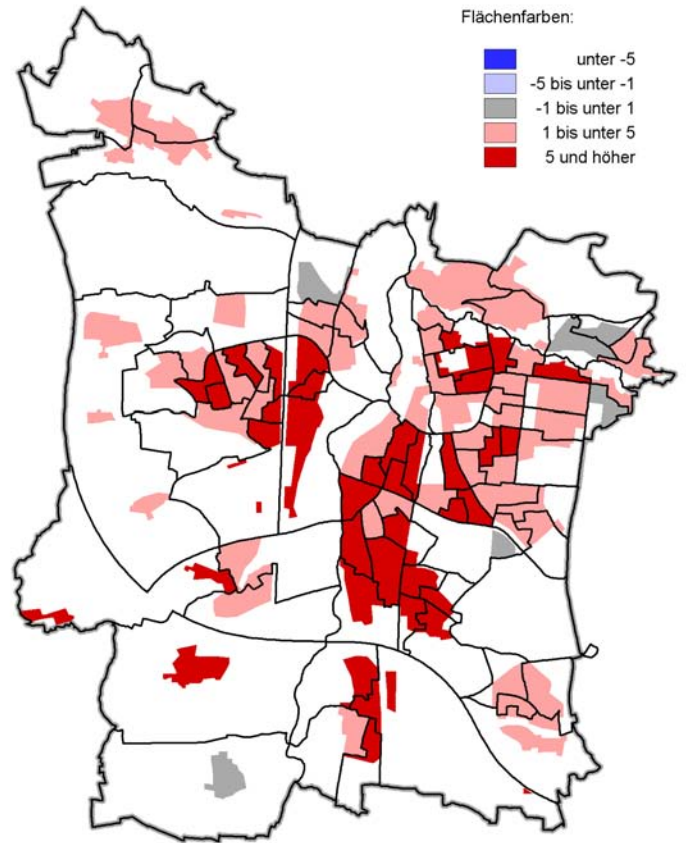 Flächenfarben:
unter -5
-5 bis unter -1
-1 bis unter 1
1 bis unter 5
5 und höher